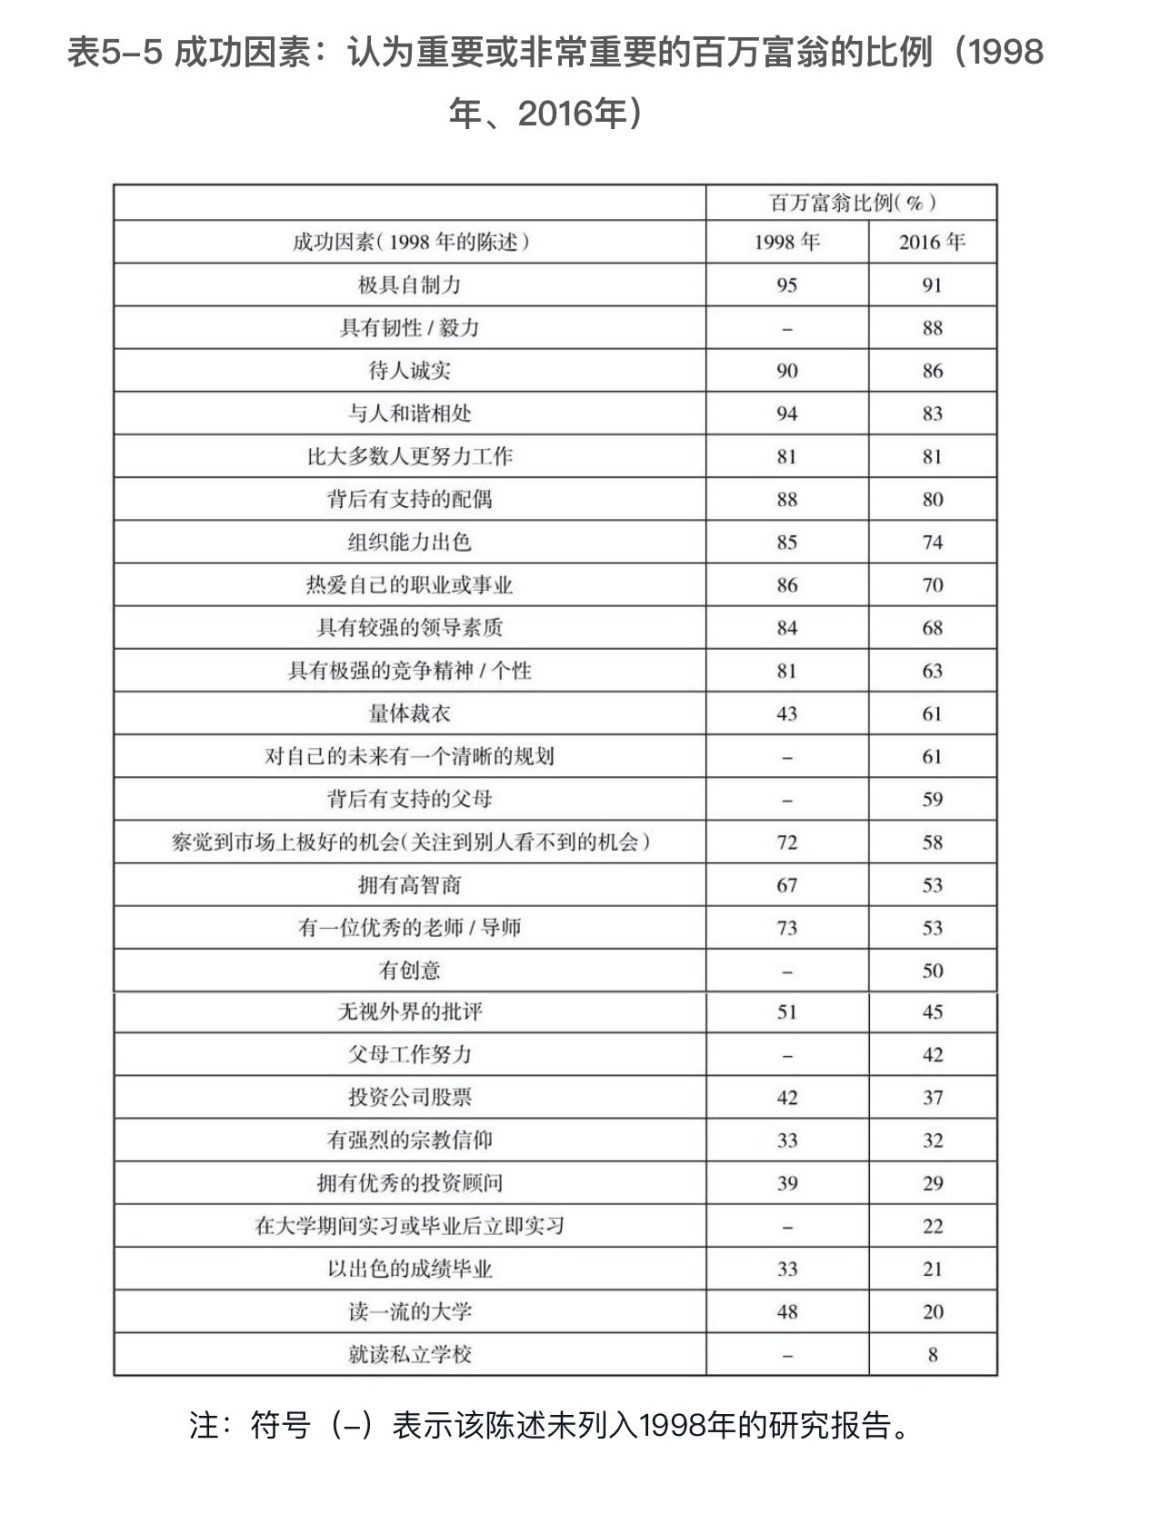 表5-5 成功因素：认为重要或非常重要的百万富翁的比例（1998
年、2016年）
百万富翁比例( % )
成功因素( 1998 年的陈述 ) 1998 年 2016 年
极具自制力 95 91
具有韧性 / 毅力 – 88
待人诚实 90 86
与人和谐相处 94 83
比大多数人更努力工作 81 81
背后有支持的配偶 88 80
组织能力出色 85 74
热爱自己的职业或事业 86 70
具有较强的领导素质 84 68
具有极强的竞争精神 / 个性 81 63
量体裁衣 43 61
对自己的未来有一个清晰的规划 – 61
背后有支持的父母 – 59
察觉到市场上极好的机会( 关注到别人看不到的机会 ) 72 58
拥有高智商 67 53
有一位优秀的老师 / 导师 73 53
有创意 – 50
无视外界的批评 51 45
父母工作努力 – 42
投资公司股票 42 37
有强烈的宗教信仰 33 32
拥有优秀的投资顾问 39 29
在大学期间实习或毕业后立即实习 – 22
以出色的成绩毕业 33 21
读一流的大学 48 20
就读私立学校 – 8
注：符号（–）表示该陈述未列入1998年的研究报告。